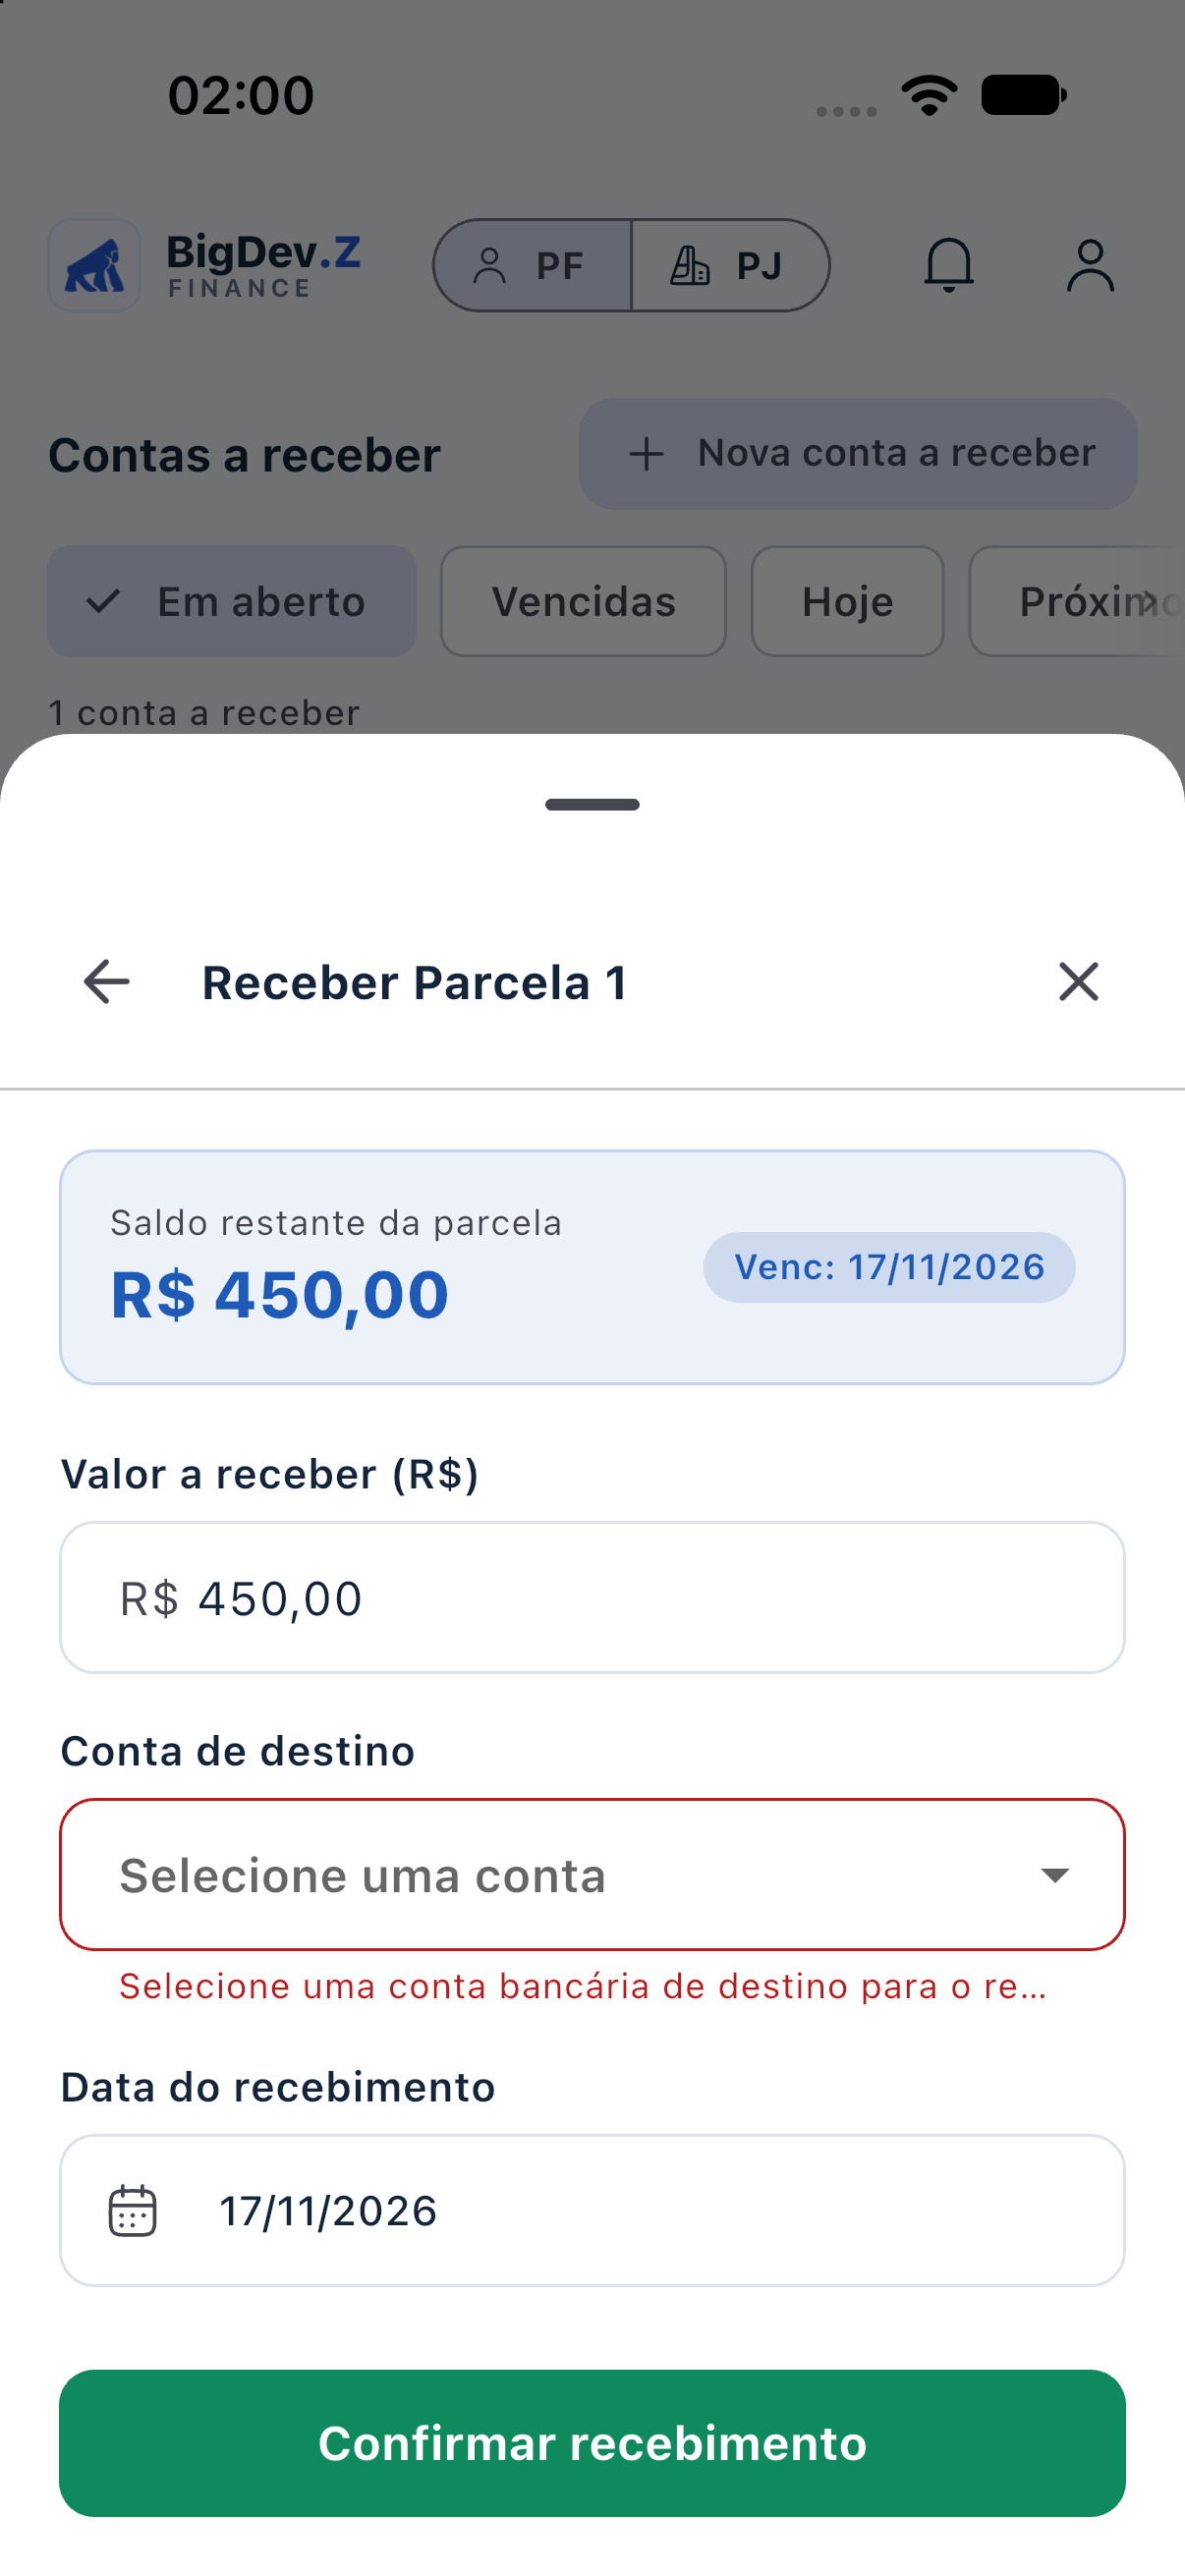 02:00
BigDev.Z
FINANCE
PF
PJ
Contas a receber
+ Nova conta a receber
Em aberto
Vencidas
Hoje
Próximo
1 conta a receber
Receber Parcela 1
Saldo restante da parcela
R$ 450,00
Venc: 17/11/2026
Valor a receber (R$)
R$ 450,00
Conta de destino
Selecione uma conta
Selecione uma conta bancária de destino para o re...
Data do recebimento
17/11/2026
Confirmar recebimento